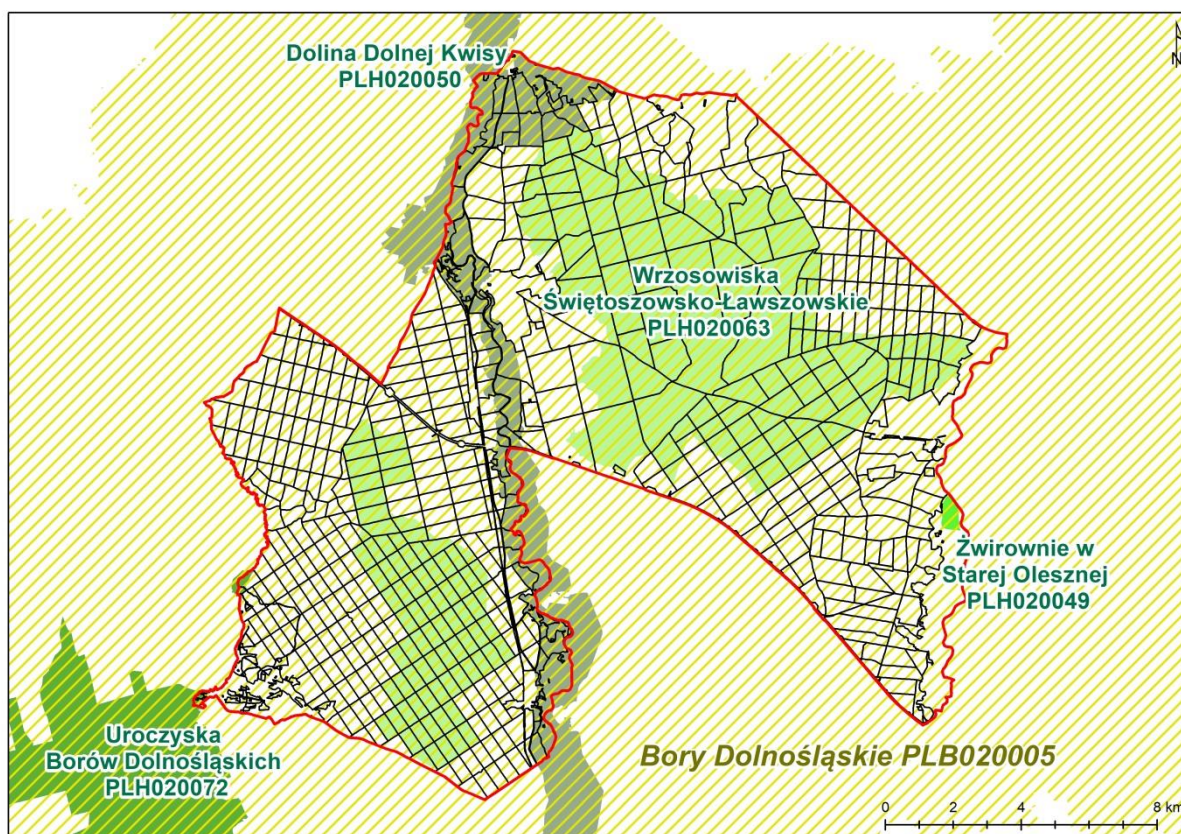 Dolina Dolnej Kwisy
PLH020050
N
Wrzosowiska
Świętoszowsko-Ławszowskie
PLH020063
Żwirownie w
Starej Olesznej
PLH020049
Uroczyska
Borów Dolnośląskich
PLH020072
Bory Dolnośląskie PLB020005
0 2 4 8 km